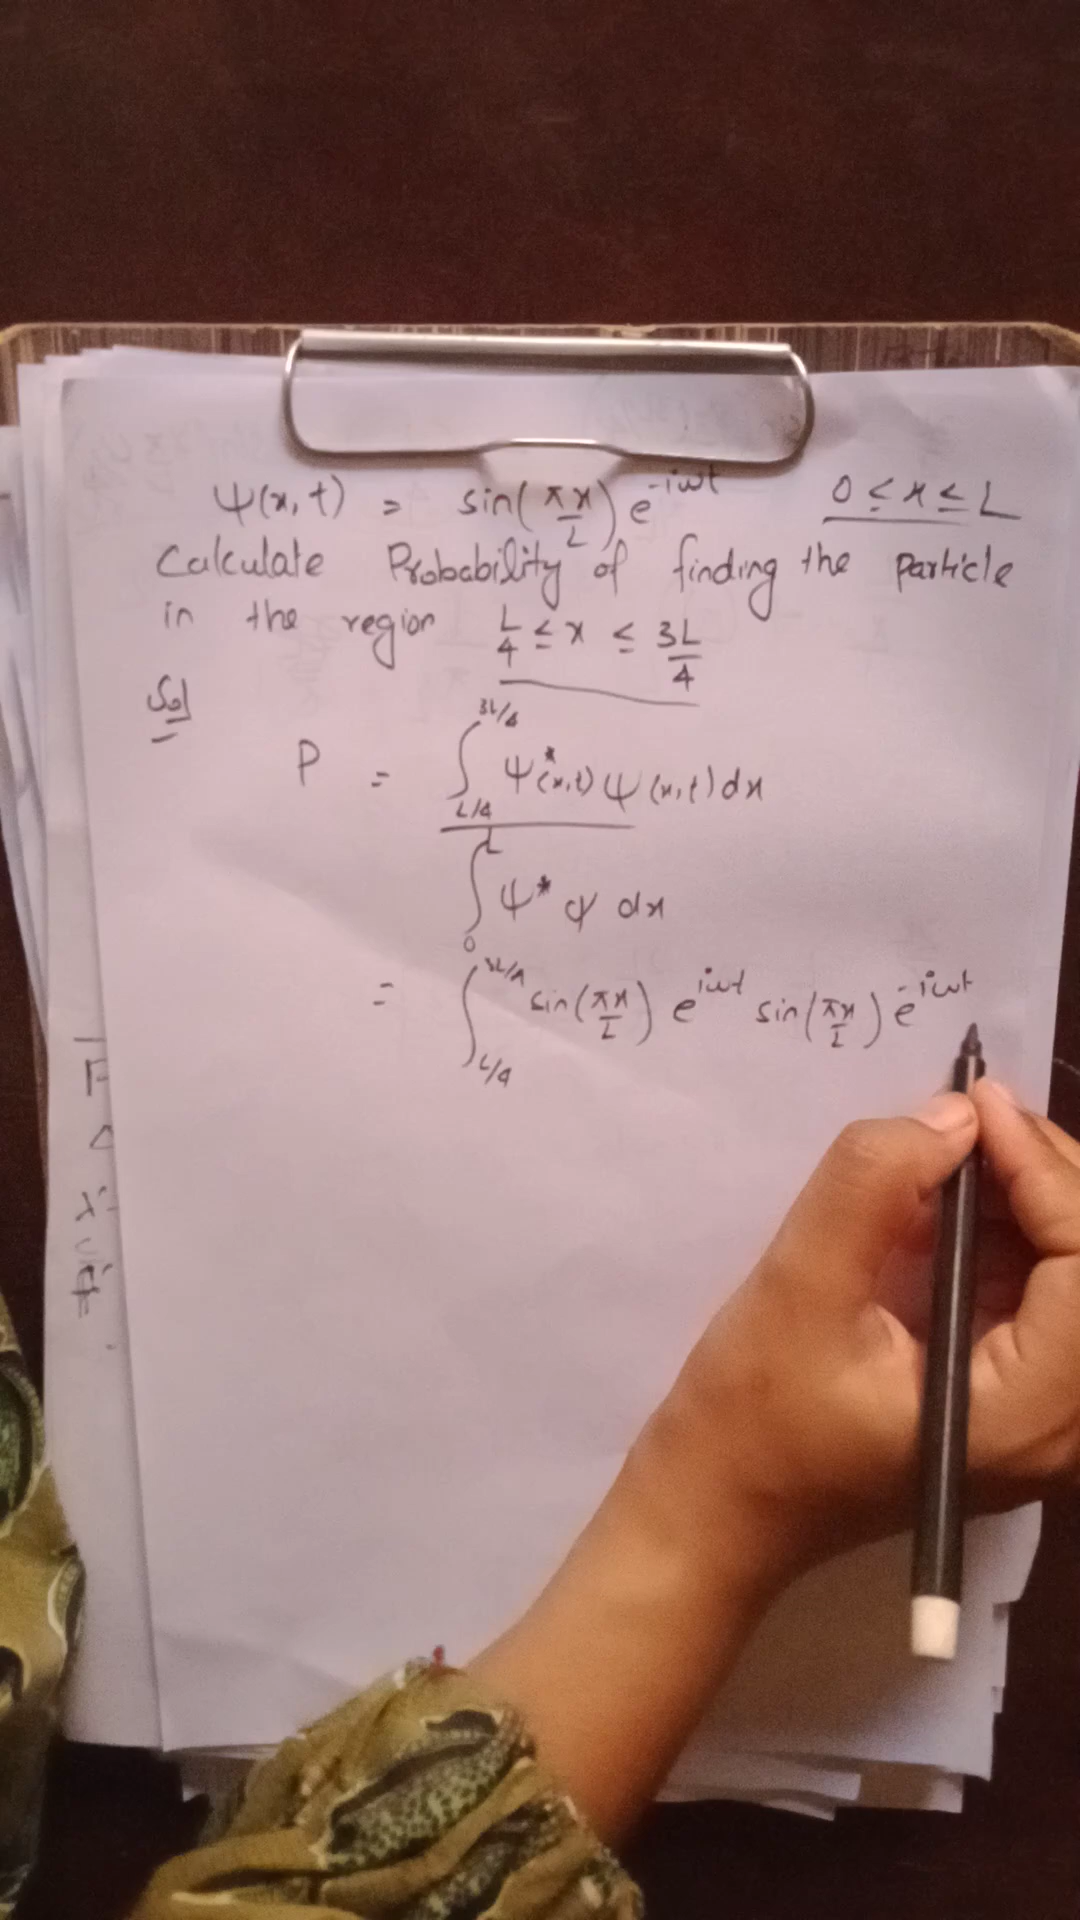 ψ(x,t) = sin(πx/L) e^-iωt 0 ≤ x ≤ L
Calculate Probability of finding the particle
in the region L/4 ≤ x ≤ 3L/4
Sol
P = ∫_{L/4}^{3L/4} ψ*(x,t) ψ(x,t) dx
∫_0^L ψ* ψ dx
= ∫_{L/4}^{3L/4} sin(πx/L) e^iωt sin(πx/L) e^-iωt